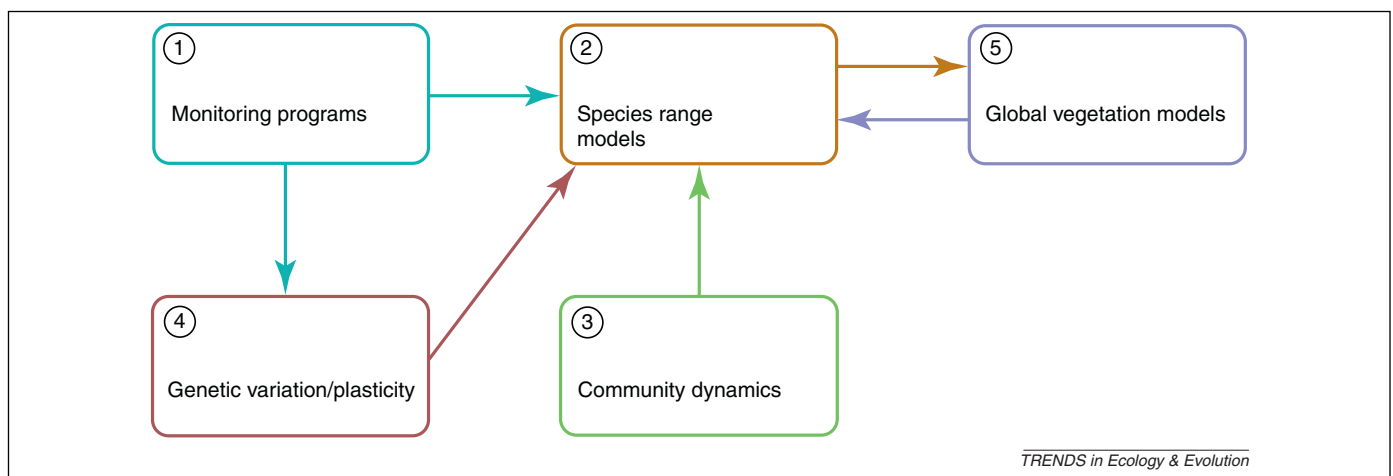 1
Monitoring programs
2
Species range
models
5
Global vegetation models
4
Genetic variation/plasticity
3
Community dynamics
TRENDS in Ecology & Evolution